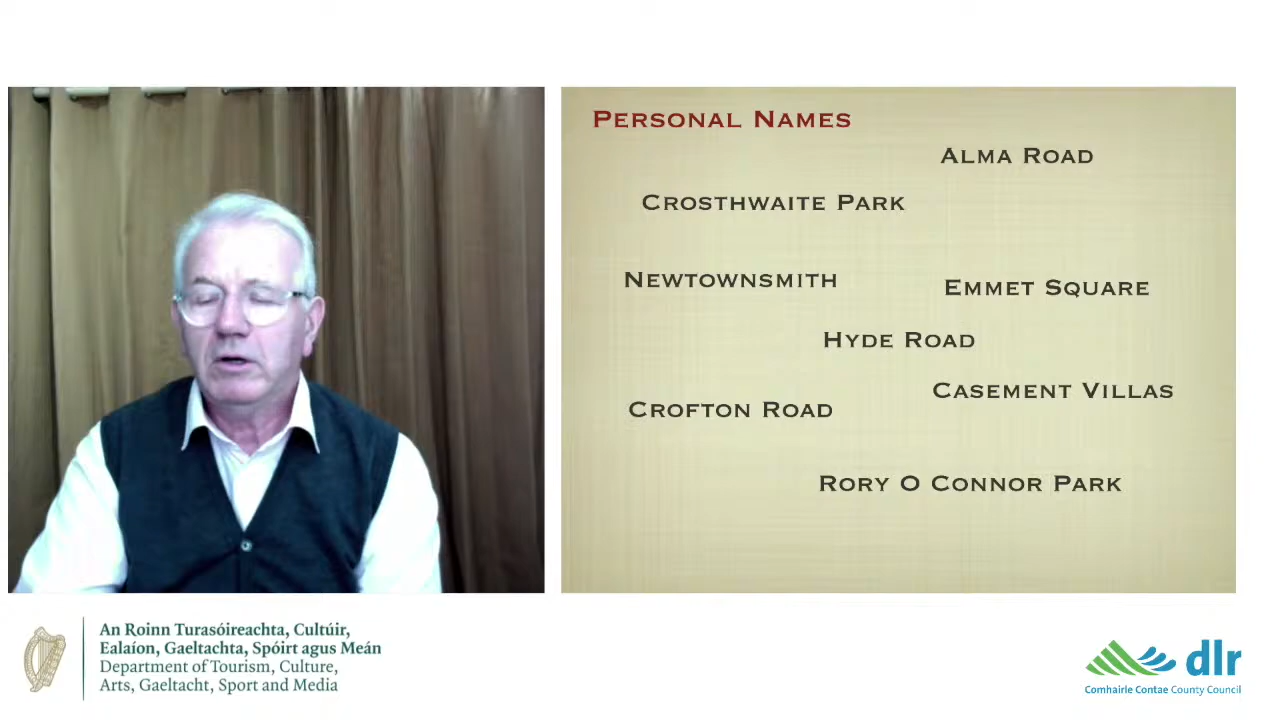 PERSONAL NAMES
ALMA ROAD
CROSTHWAITE PARK
NEWTOWNSMITH
EMMET SQUARE
HYDE ROAD
CASEMENT VILLAS
CROFTON ROAD
RORY O CONNOR PARK
An Roinn Turasóireachta, Cultúir,
Ealaíon, Gaeltachta, Spóirt agus Meán
Department of Tourism, Culture,
Arts, Gaeltacht, Sport and Media
dlr
Comhairle Contae County Council